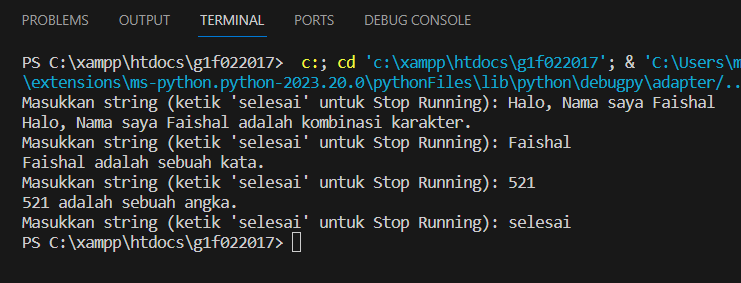 PROBLEMS OUTPUT TERMINAL PORTS DEBUG CONSOLE
PS C:\xampp\htdocs\g1f022017>  c:; cd 'c:\xampp\htdocs\g1f022017'; & 'C:\Users\m
\extensions\ms-python.python-2023.20.0\pythonFiles\lib\python\debugpy\adapter/..
Masukkan string (ketik 'selesai' untuk Stop Running): Halo, Nama saya Faishal
Halo, Nama saya Faishal adalah kombinasi karakter.
Masukkan string (ketik 'selesai' untuk Stop Running): Faishal
Faishal adalah sebuah kata.
Masukkan string (ketik 'selesai' untuk Stop Running): 521
521 adalah sebuah angka.
Masukkan string (ketik 'selesai' untuk Stop Running): selesai
PS C:\xampp\htdocs\g1f022017>